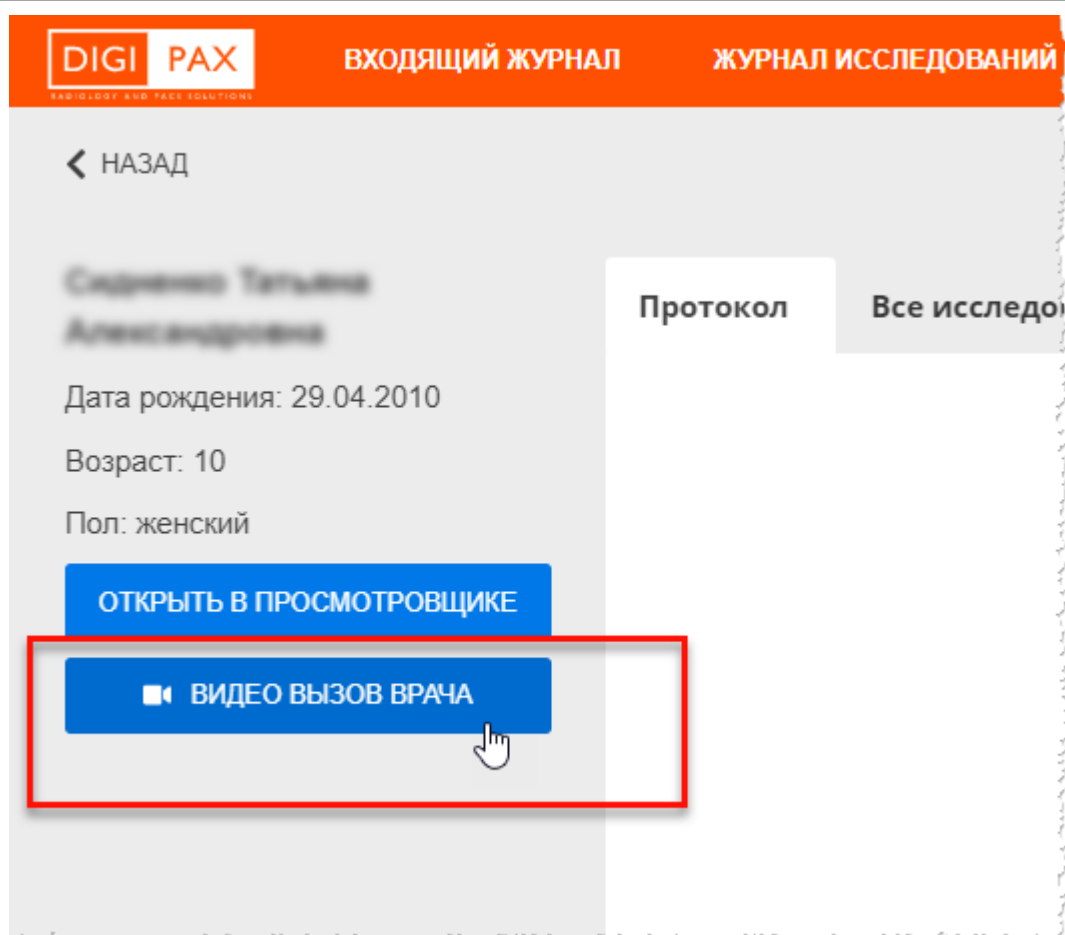 DIGI PAX
RADIOLOGY AND PACS SOLUTIONS
ВХОДЯЩИЙ ЖУРНАЛ
ЖУРНАЛ ИССЛЕДОВАНИЙ
НАЗАД
Протокол
Все исследо
Дата рождения: 29.04.2010
Возраст: 10
Пол: женский
ОТКРЫТЬ В ПРОСМОТРОВЩИКЕ
ВИДЕО ВЫЗОВ ВРАЧА